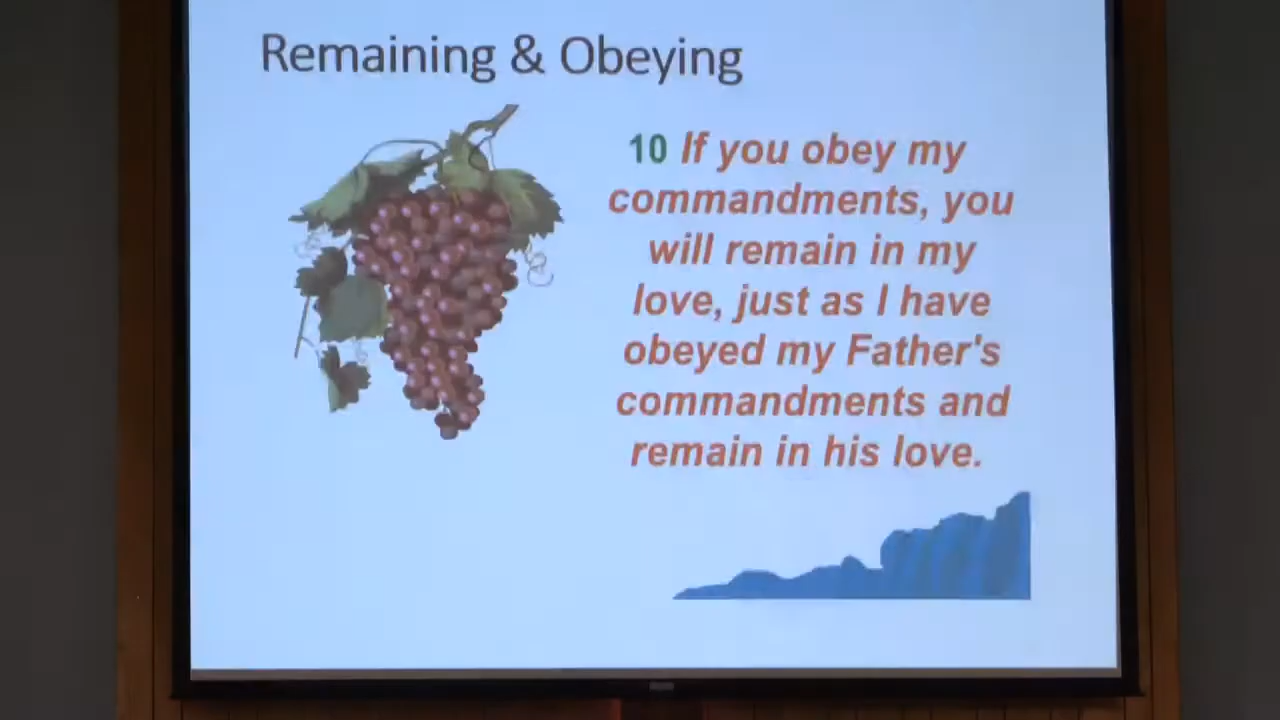 Remaining & Obeying
10 If you obey my
commandments, you
will remain in my
love, just as I have
obeyed my Father's
commandments and
remain in his love.